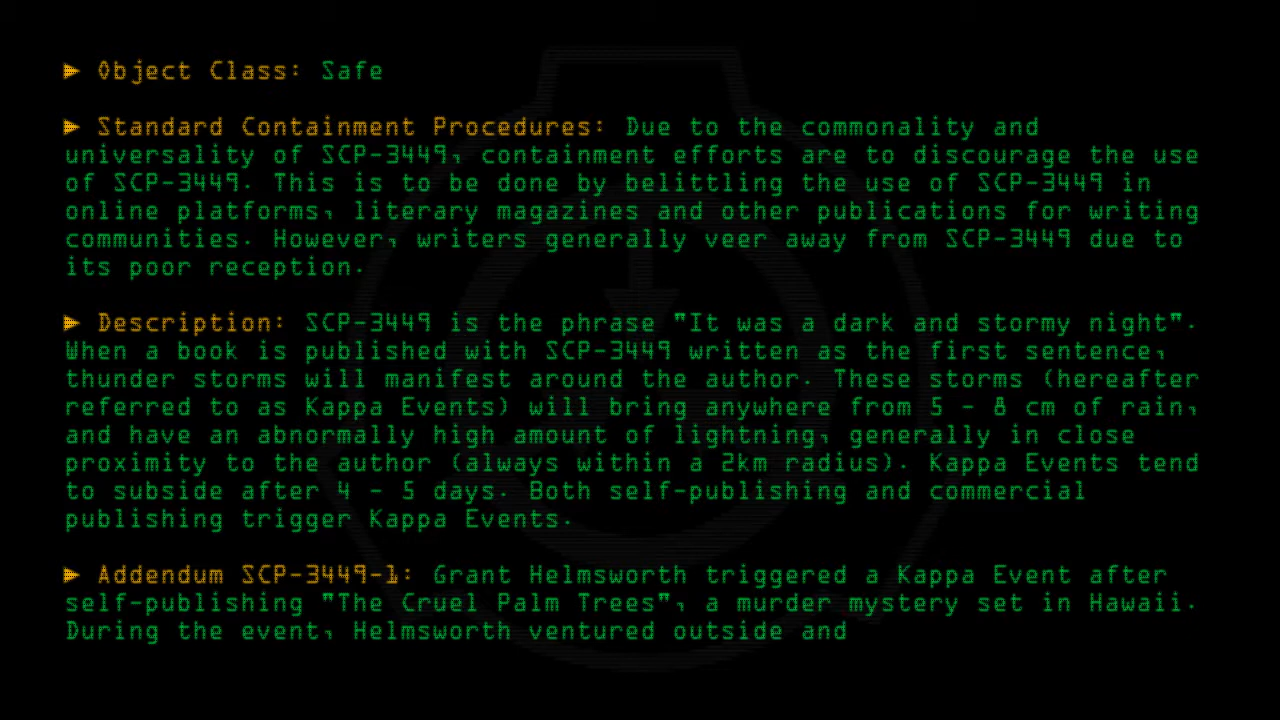 ► Object Class: Safe
► Standard Containment Procedures: Due to the commonality and
universality of SCP-3449, containment efforts are to discourage the use
of SCP-3449. This is to be done by belittling the use of SCP-3449 in
online platforms, literary magazines and other publications for writing
communities. However, writers generally veer away from SCP-3449 due to
its poor reception.
► Description: SCP-3449 is the phrase "It was a dark and stormy night".
When a book is published with SCP-3449 written as the first sentence,
thunder storms will manifest around the author. These storms (hereafter
referred to as Kappa Events) will bring anywhere from 5 - 8 cm of rain,
and have an abnormally high amount of lightning, generally in close
proximity to the author (always within a 2km radius). Kappa Events tend
to subside after 4 - 5 days. Both self-publishing and commercial
publishing trigger Kappa Events.
► Addendum SCP-3449-1: Grant Helmsworth triggered a Kappa Event after
self-publishing "The Cruel Palm Trees", a murder mystery set in Hawaii.
During the event, Helmsworth ventured outside and